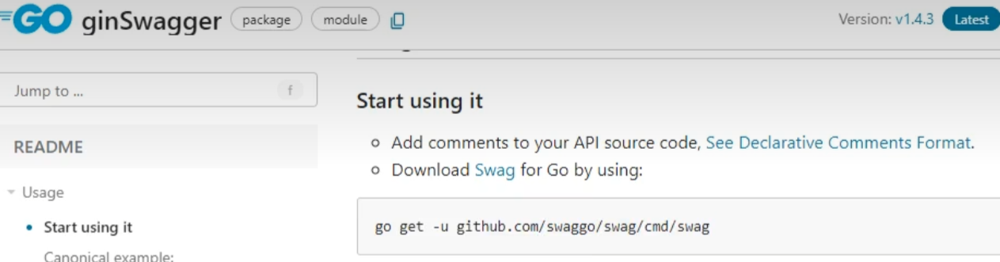 GO ginSwagger package module Version: v1.4.3 Latest
Jump to ... f
README
Usage
Start using it
Canonical example:
Start using it
Add comments to your API source code, See Declarative Comments Format.
Download Swag for Go by using:
go get -u github.com/swaggo/swag/cmd/swag